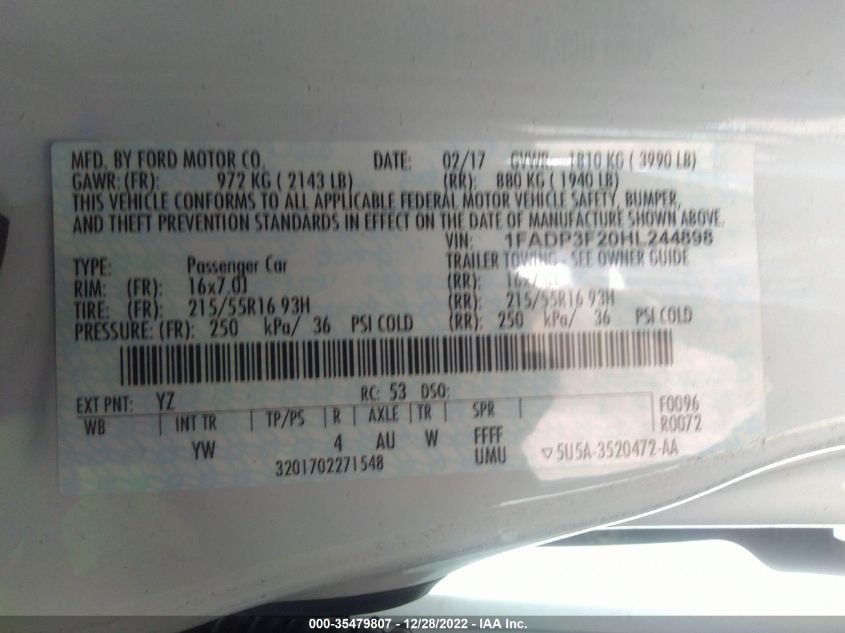 MFD. BY FORD MOTOR CO. DATE: 02/17 GVWR: 1810 KG ( 3990 LB)
GAWR: (FR): 972 KG ( 2143 LB) (RR): 880 KG ( 1940 LB)
THIS VEHICLE CONFORMS TO ALL APPLICABLE FEDERAL MOTOR VEHICLE SAFETY, BUMPER,
AND THEFT PREVENTION STANDARDS IN EFFECT ON THE DATE OF MANUFACTURE SHOWN ABOVE.
VIN: 1FADP3F20HL244898
TYPE: Passenger Car TRAILER TOWING - SEE OWNER GUIDE
RIM: (FR): 16x7.0J (RR): 16x7.0J
TIRE: (FR): 215/55R16 93H (RR): 215/55R16 93H
PRESSURE: (FR): 250 kPa/ 36 PSI COLD (RR): 250 kPa/ 36 PSI COLD
EXT PNT: YZ RC: 53 DSO: F0096
WB INT TR TP/PS R AXLE TR SPR R0072
YW 4 AU W FFFF
UMU 5U5A-3520472-AA
3201702271548
000-35479807 - 12/28/2022 - IAA Inc.